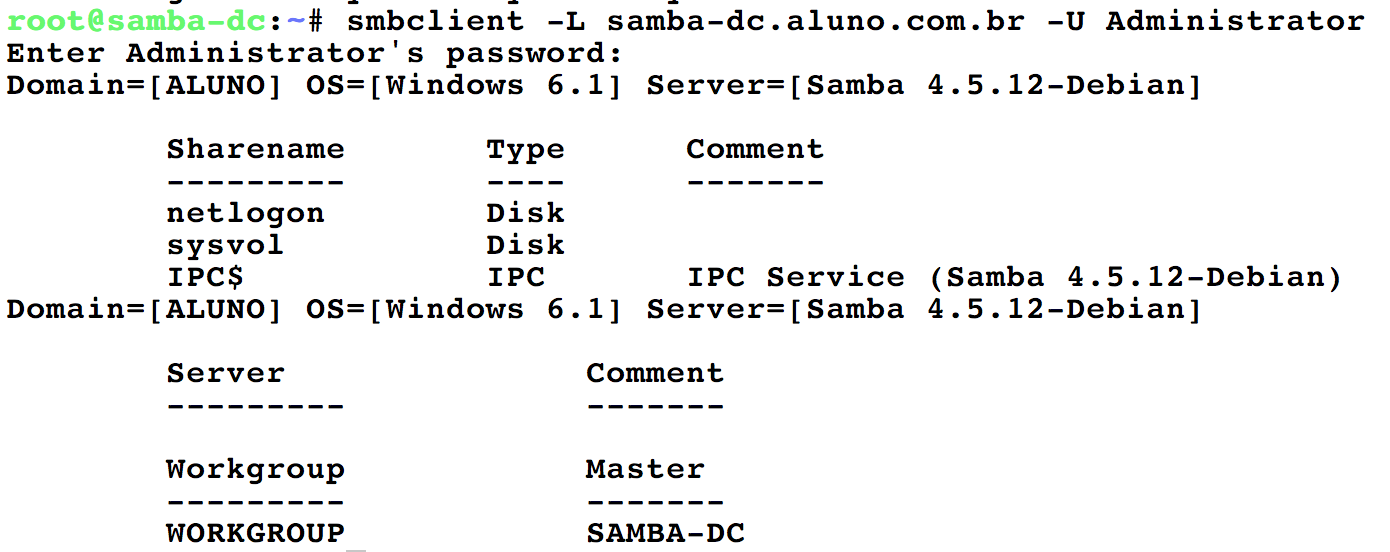 root@samba-dc:~# smbclient -L samba-dc.aluno.com.br -U Administrator
Enter Administrator's password:
Domain=[ALUNO] OS=[Windows 6.1] Server=[Samba 4.5.12-Debian]
Sharename Type Comment
--------- ---- -------
netlogon Disk
sysvol Disk
IPC$ IPC IPC Service (Samba 4.5.12-Debian)
Domain=[ALUNO] OS=[Windows 6.1] Server=[Samba 4.5.12-Debian]
Server Comment
--------- -------
Workgroup Master
--------- -------
WORKGROUP SAMBA-DC